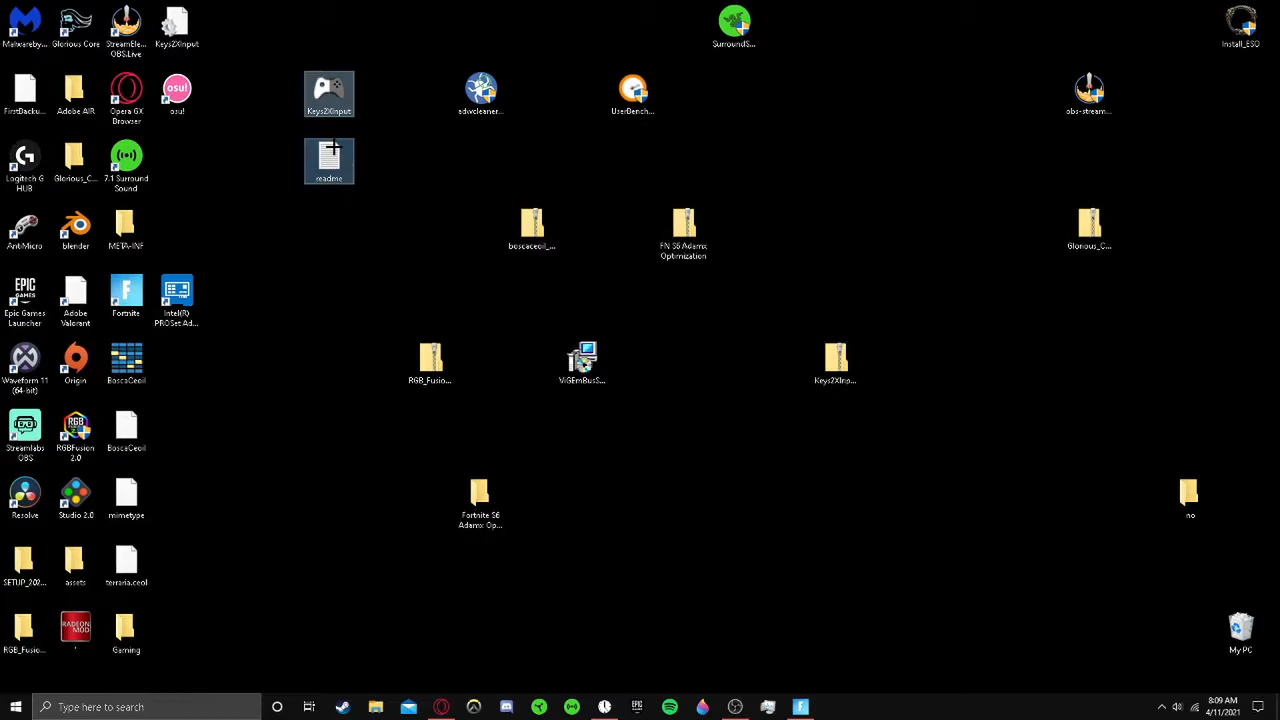 Malwareby...
Glorious Core
StreamEle...
OBS.Live
Keys2XInput
SurroundS...
Install_ESO
FirstBacku...
Adobe AIR
Opera GX
Browser
osu!
osu!
Keys2XInput
adwcleaner...
UserBench...
obs-stream...
Logitech G
HUB
Glorious_C...
7.1 Surround
Sound
readme
AntiMicro
blender
META-INF
boscaceoil_...
FN S6 Adamx
Optimization
Glorious_C...
EPIC
GAMES
Epic Games
Launcher
Adobe
Valorant
Fortnite
Intel(R)
PROSet Ad...
Waveform 11
(64-bit)
Origin
BoscaCeoil
RGB_Fusio...
ViGEmBusS...
Keys2XInp...
Streamlabs
OBS
RGB
RGBFusion
2.0
BoscaCeoil
Resolve
Studio 2.0
mimetype
Fortnite S6
Adamx Op...
no
SETUP_202...
assets
terraria.ceol
RGB_Fusio...
RADEON
MOD
'
Gaming
My PC
Type here to search
EPIC
8:09 AM
4/11/2021